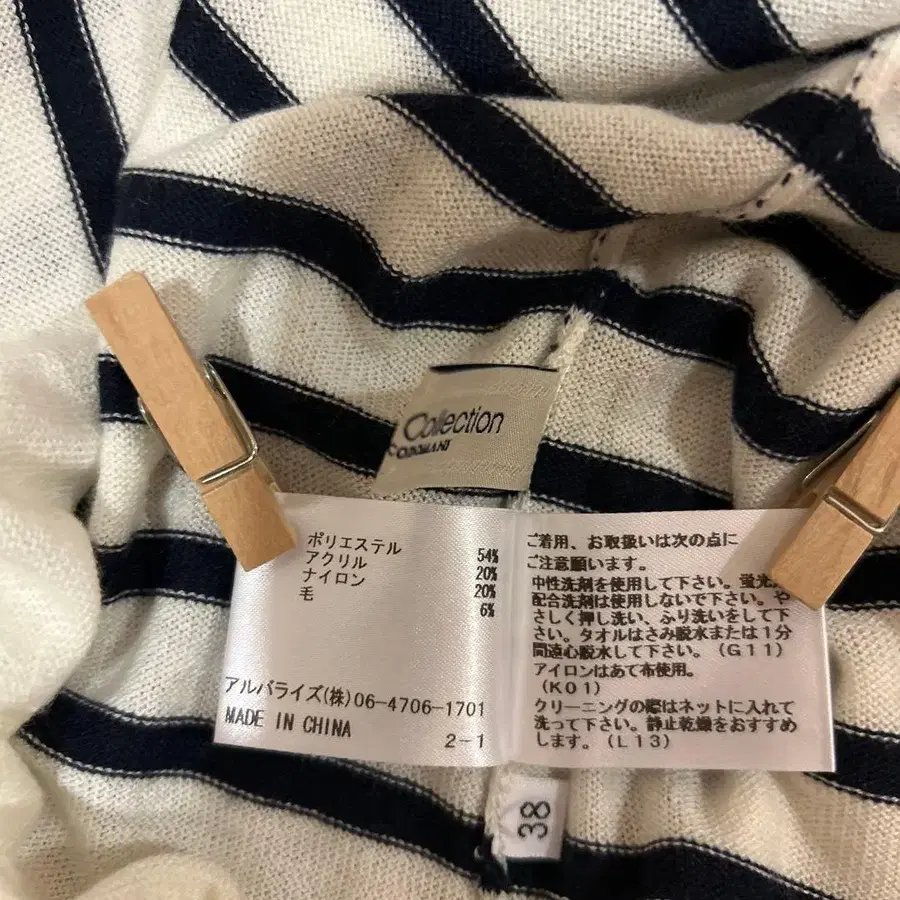 Collection
ポリエステル 54%
アクリル 20%
ナイロン 20%
毛 6%
アルバライズ(株)06-4706-1701
MADE IN CHINA
2-1
ご着用、お取扱いは次の点に
ご注意願います。
中性洗剤を使用して下さい。蛍光
配合洗剤は使用しないで下さい。や
さしく押し洗い、ふり洗いをして下
さい。タオルはさみ脱水または1分
間遠心脱水して下さい。(G11)
アイロンはあて布使用。
(K01)
クリーニングの際はネットに入れて
洗って下さい。静止乾燥をおすすめ
します。(L13)
38